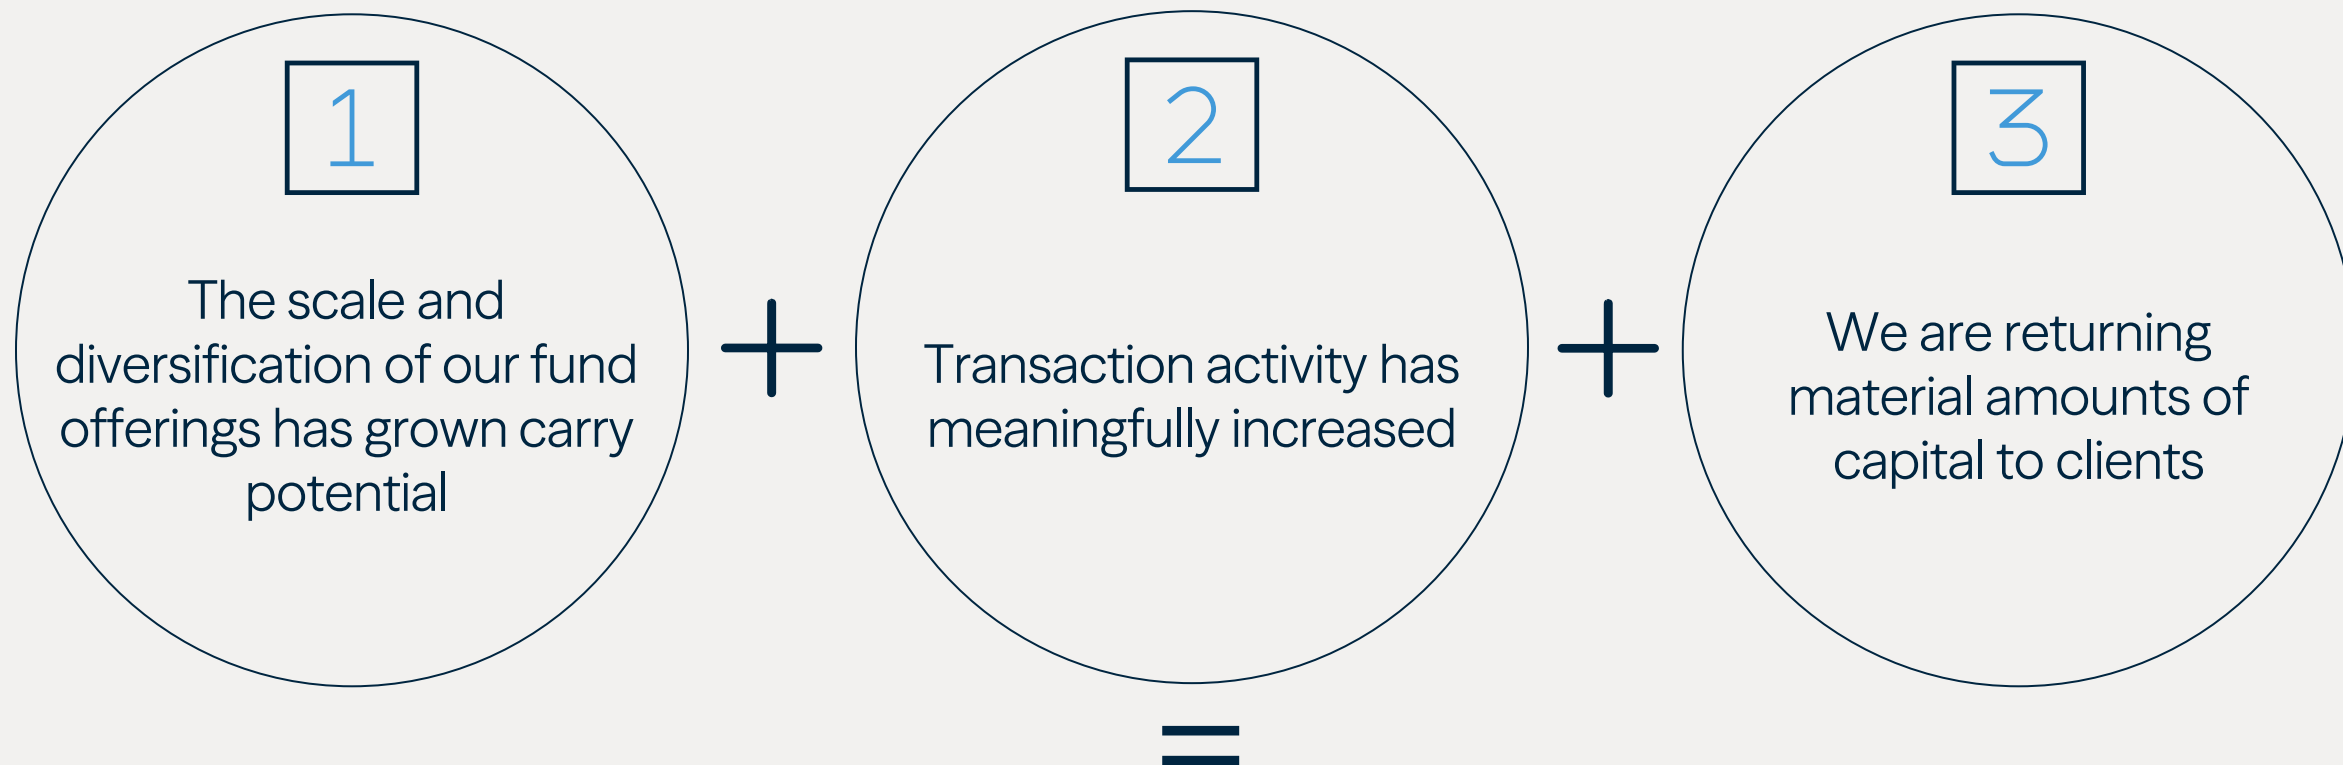 1
The scale and
diversification of our fund
offerings has grown carry
potential
+
2
Transaction activity has
meaningfully increased
+
3
We are returning
material amounts of
capital to clients
=